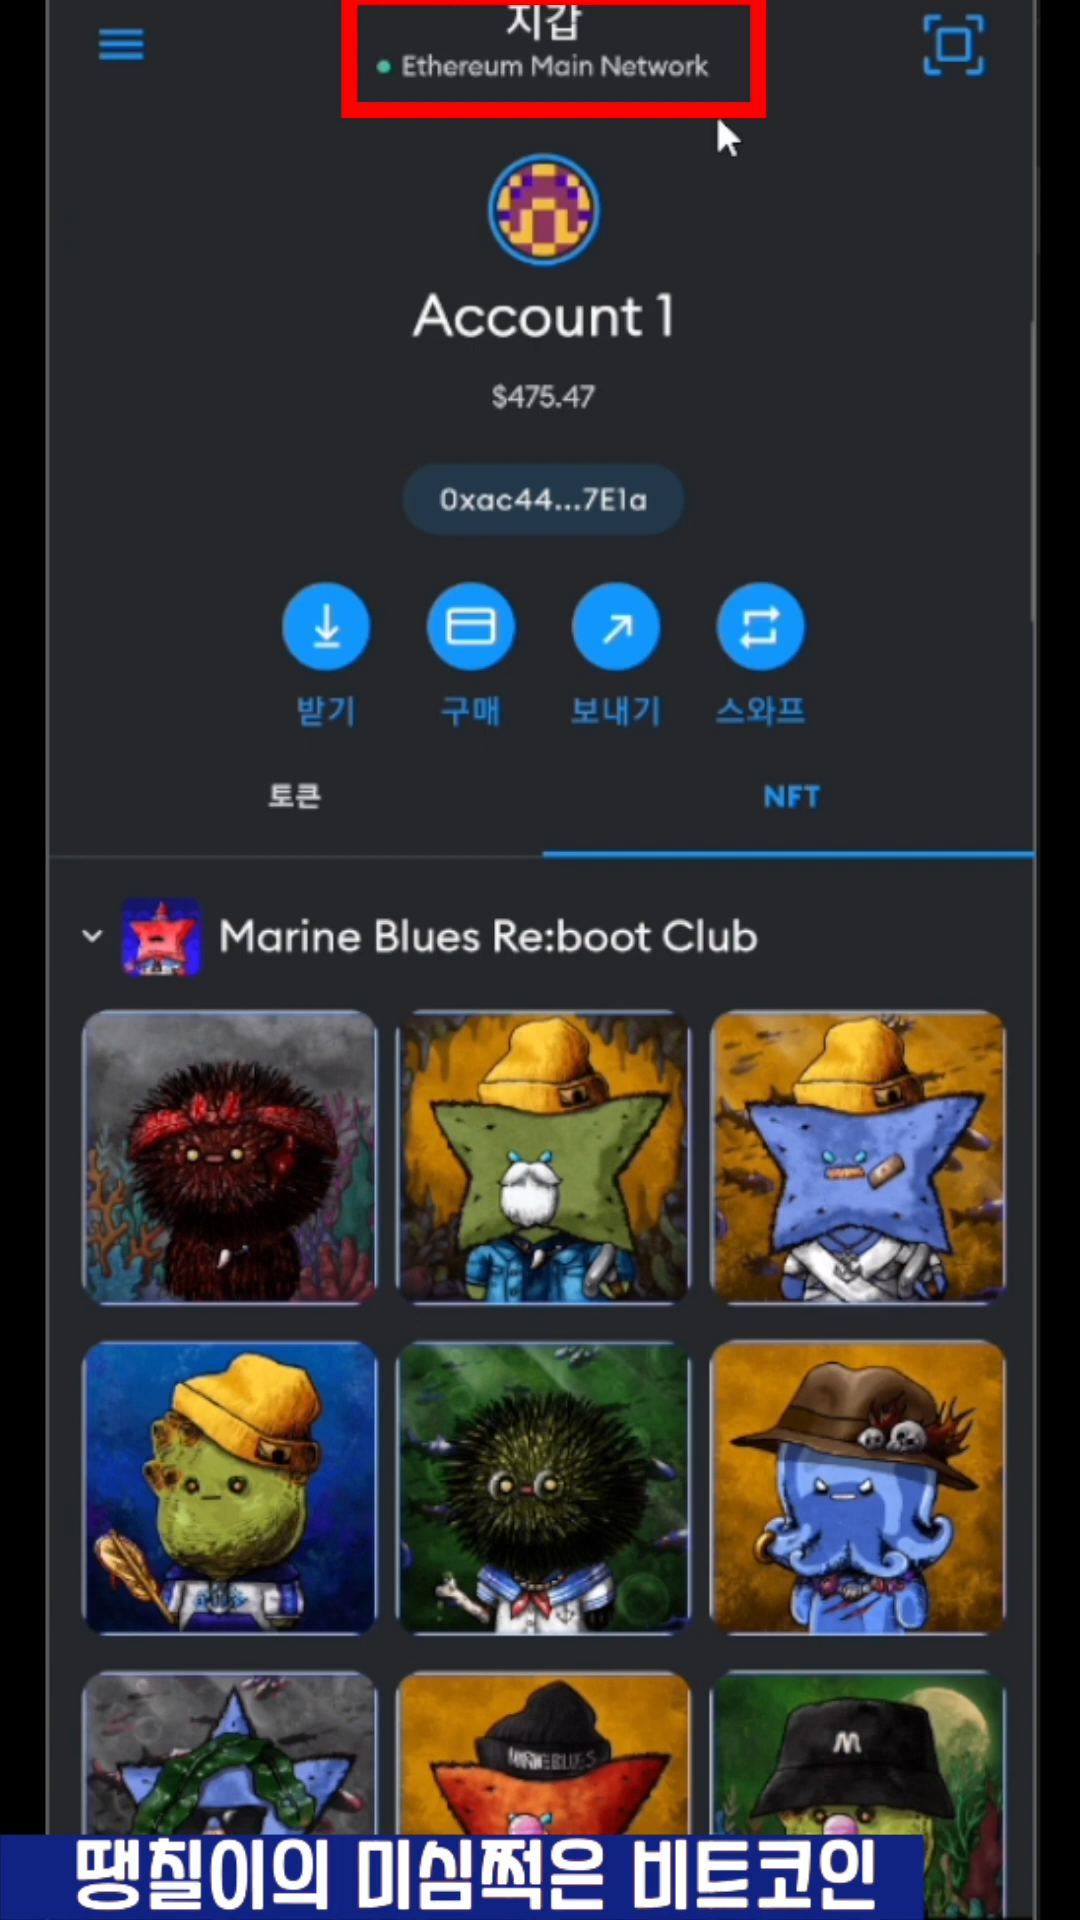 지갑
Ethereum Main Network
Account 1
$475.47
0xac44...7E1a
받기 구매 보내기 스와프
토큰 NFT
Marine Blues Re:boot Club
MARINEBLUES
M
땡칠이의 미심쩍은 비트코인